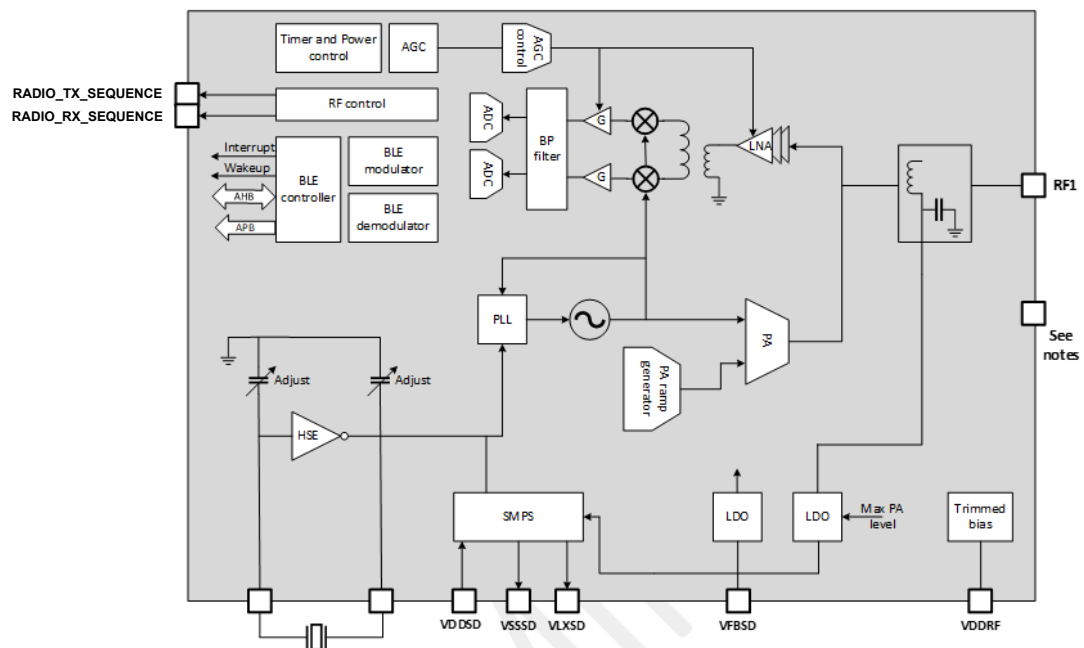 Timer and Power
control
AGC
AGC
control
RADIO_TX_SEQUENCE
RADIO_RX_SEQUENCE
RF control
ADC
ADC
BP
filter
G
G
LNA
Interrupt
Wakeup
AHB
APB
BLE
controller
BLE
modulator
BLE
demodulator
RF1
PLL
PA
PA ramp
generator
See
notes
Adjust
Adjust
HSE
SMPS
LDO
LDO
Max PA
level
Trimmed
bias
VDDSD
VSSSD
VLXSD
VFBSD
VDDRF